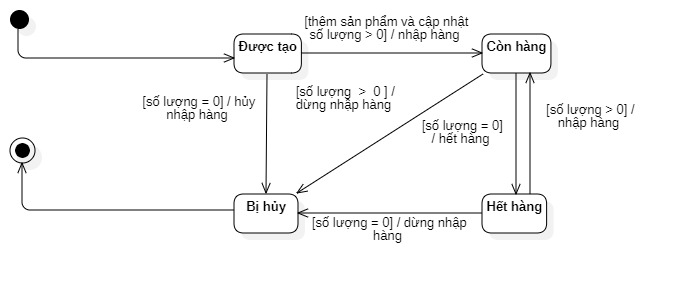 [thêm sản phẩm và cập nhật
số lượng > 0] / nhập hàng
Được tạo
Còn hàng
[số lượng = 0] / hủy
nhập hàng
[số lượng  >  0 ] /
dừng nhập hàng
[số lượng = 0]
/ hết hàng
[số lượng > 0] /
nhập hàng
Bị hủy
Hết hàng
[số lượng = 0] / dừng nhập
hàng